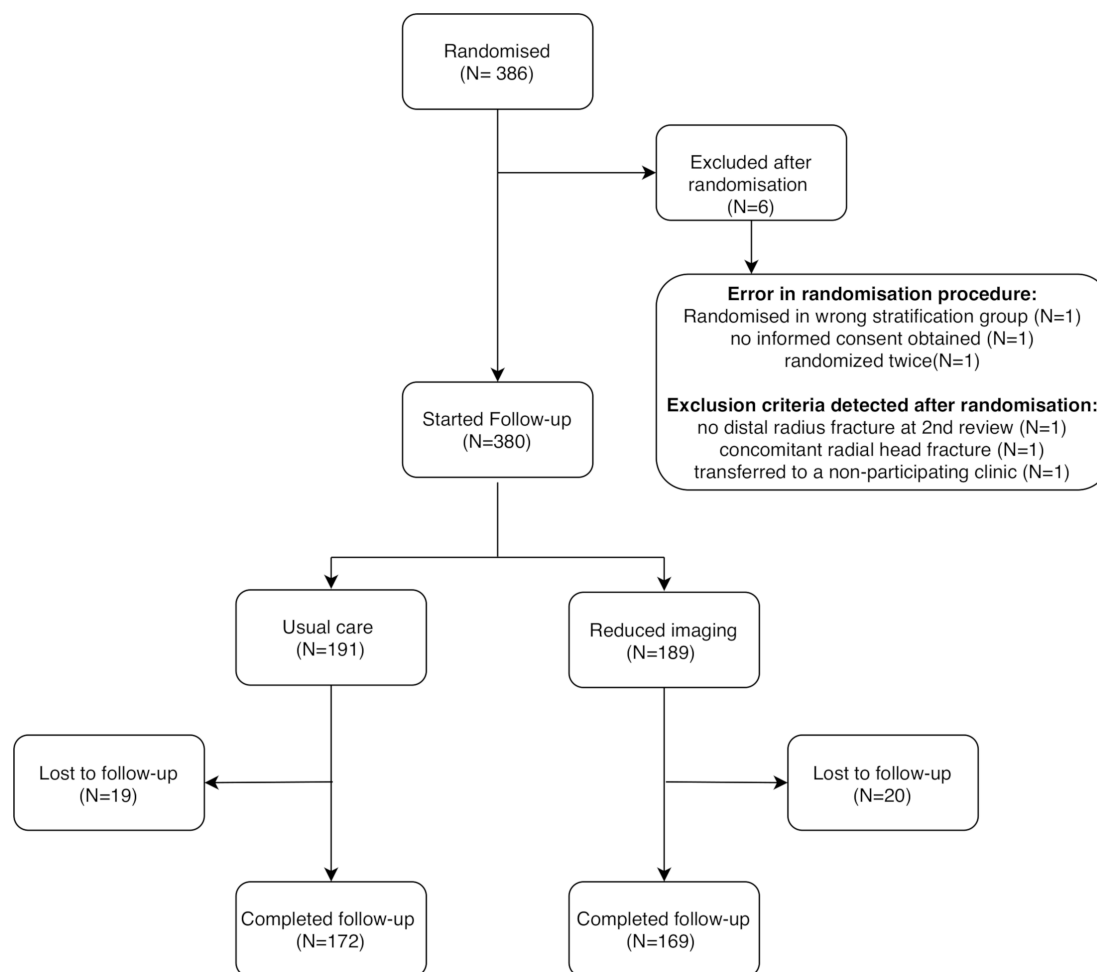 Randomised
(N= 386)
Excluded after
randomisation
(N=6)
Error in randomisation procedure:
Randomised in wrong stratification group (N=1)
no informed consent obtained (N=1)
randomized twice(N=1)
Exclusion criteria detected after randomisation:
no distal radius fracture at 2nd review (N=1)
concomitant radial head fracture (N=1)
transferred to a non-participating clinic (N=1)
Started Follow-up
(N=380)
Usual care
(N=191)
Reduced imaging
(N=189)
Lost to follow-up
(N=19)
Lost to follow-up
(N=20)
Completed follow-up
(N=172)
Completed follow-up
(N=169)